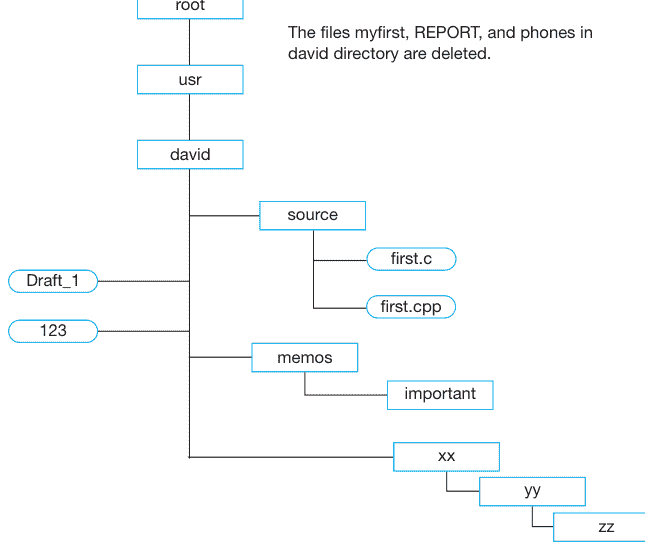 root
The files myfirst, REPORT, and phones in
david directory are deleted.
usr
david
source
first.c
Draft_1
first.cpp
123
memos
important
xx
yy
zz